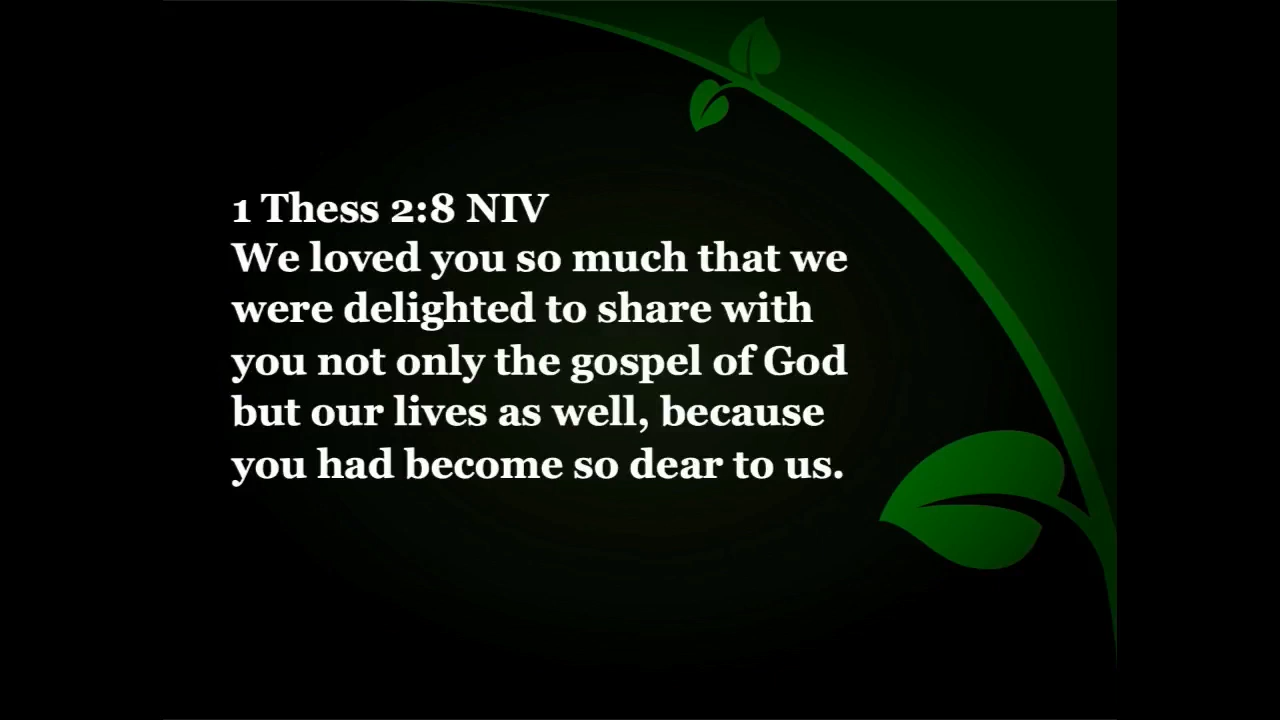 1 Thess 2:8 NIV
We loved you so much that we
were delighted to share with
you not only the gospel of God
but our lives as well, because
you had become so dear to us.